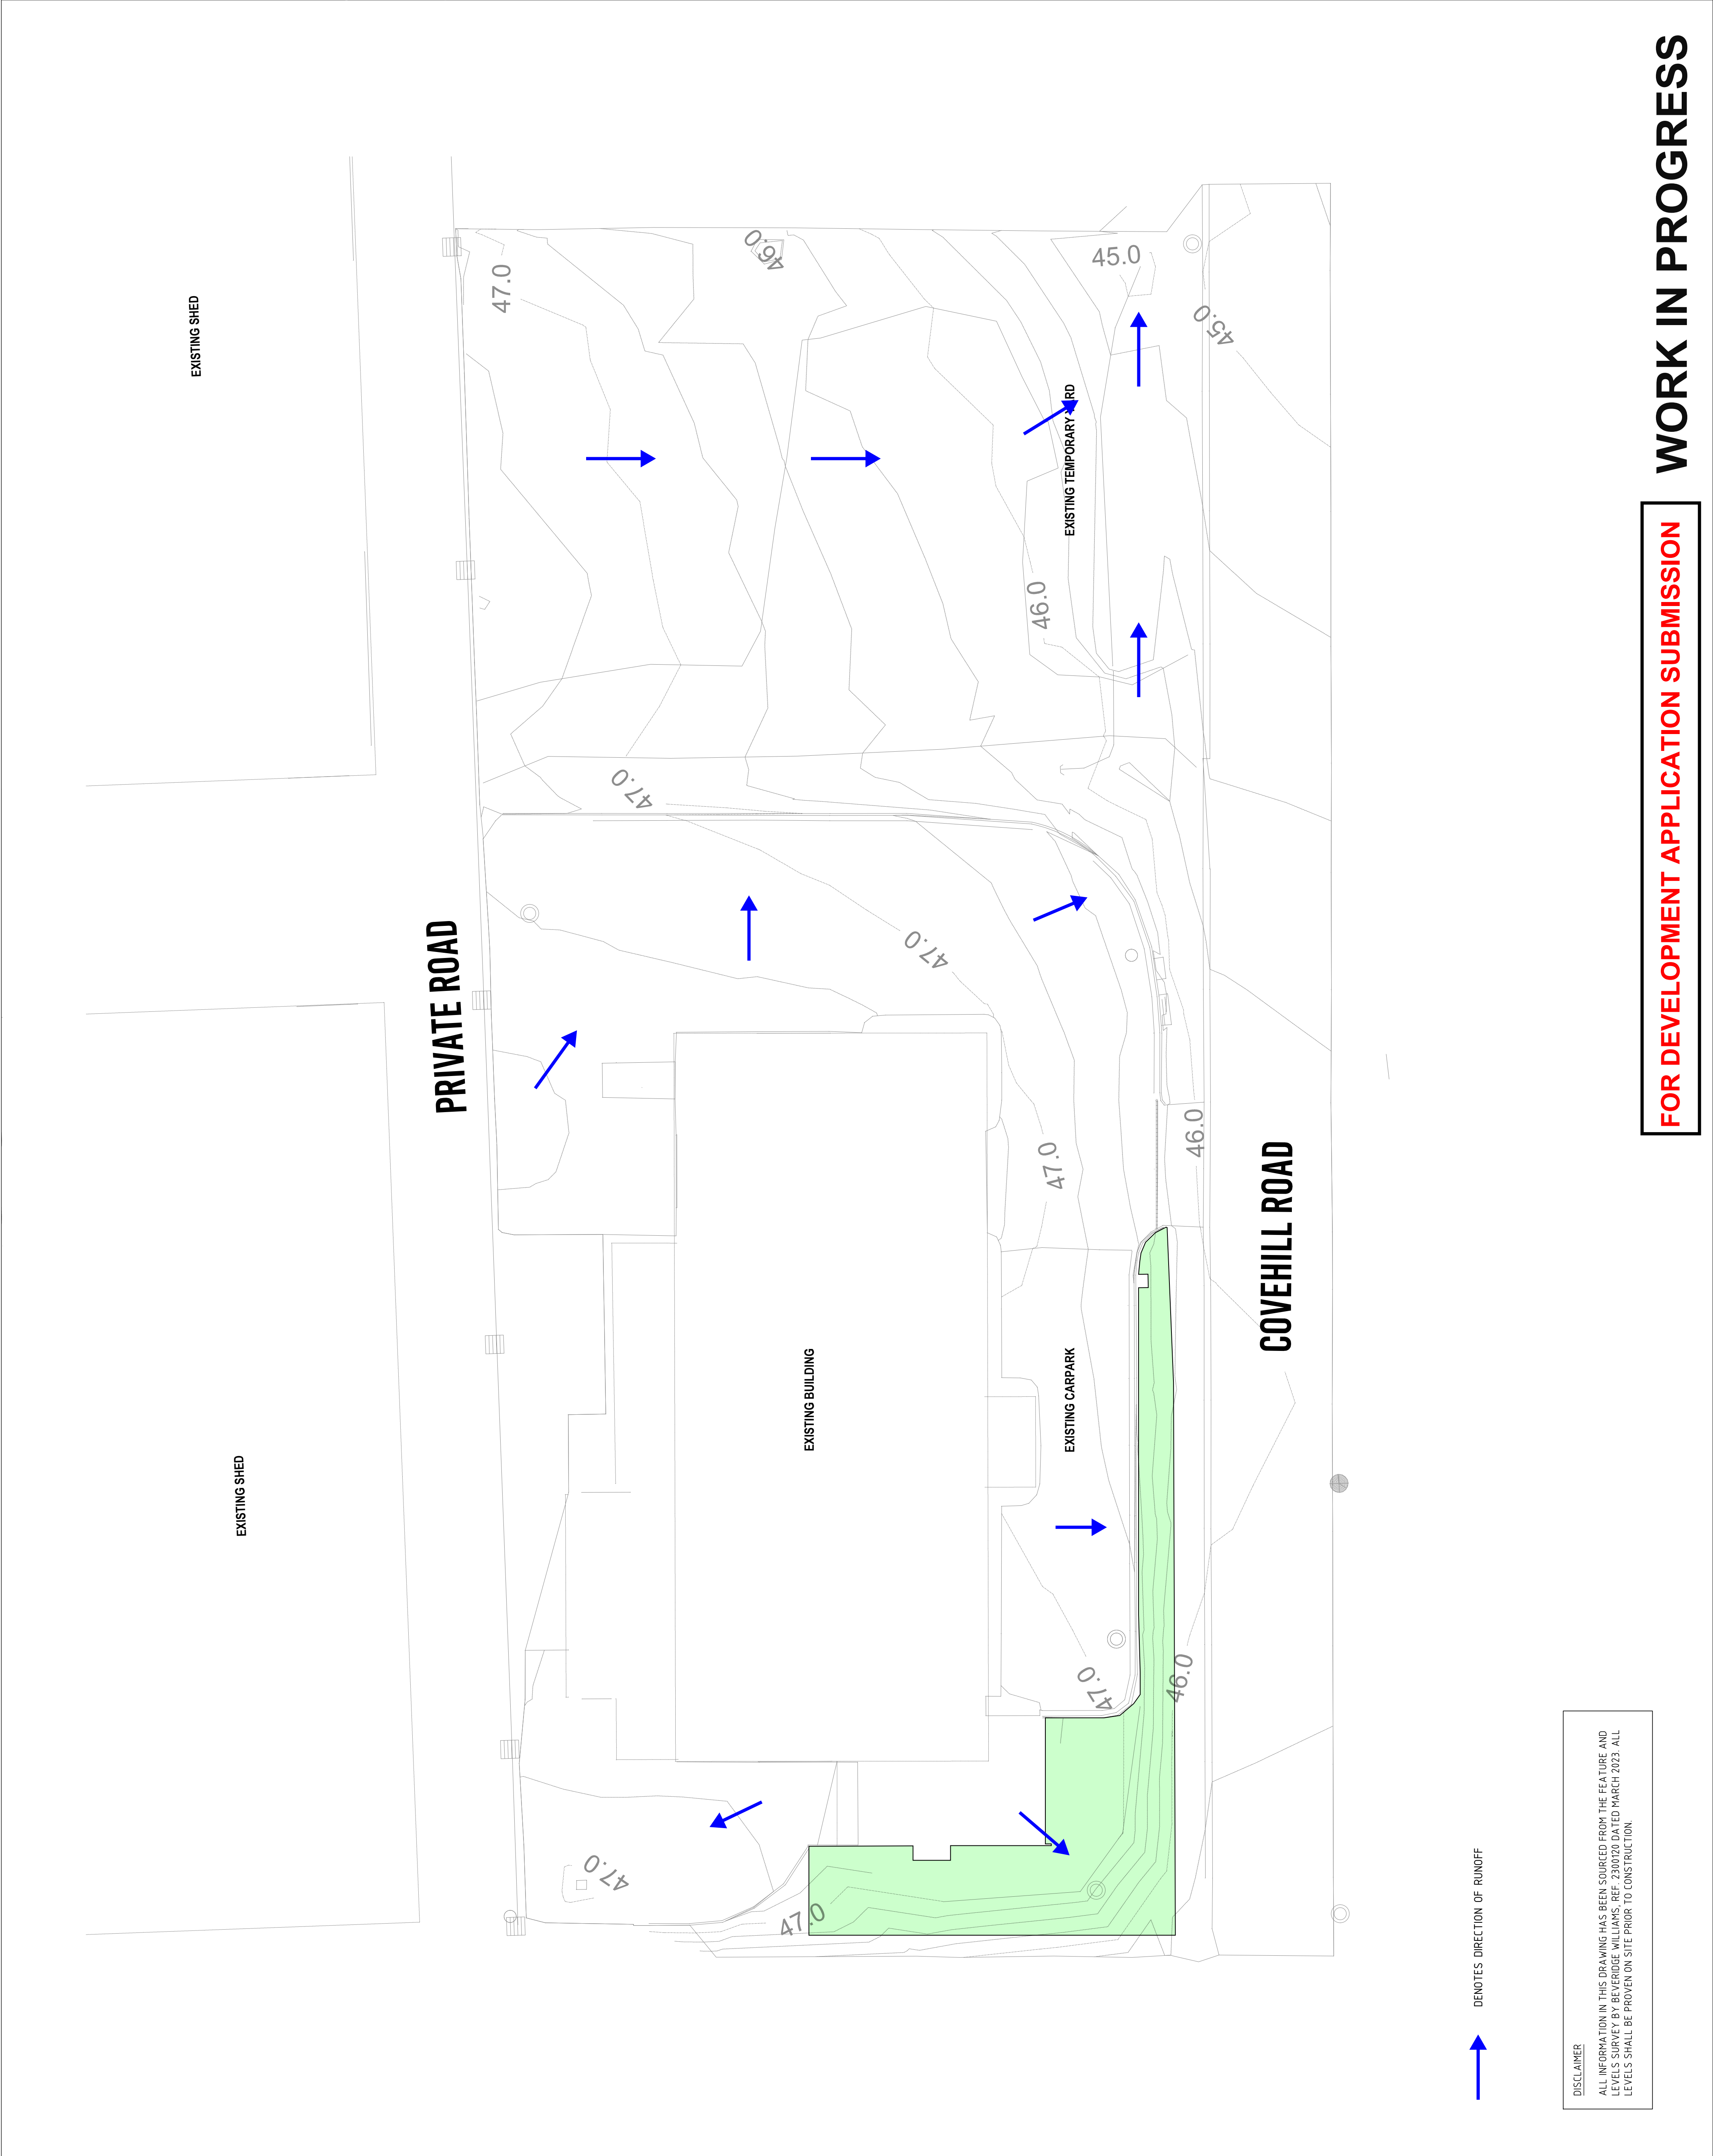 EXISTING SHED
EXISTING SHED
PRIVATE ROAD
47.0
47.0
47.0
46.0
EXISTING BUILDING
47.0
47.0
46.0
EXISTING TEMPORARY YARD
EXISTING CARPARK
47.0
47.0
45.0
46.0
46.0
45.0
COVEHILL ROAD
DENOTES DIRECTION OF RUNOFF
DISCLAIMER
ALL INFORMATION IN THIS DRAWING HAS BEEN SOURCED FROM THE FEATURE AND
LEVELS SURVEY BY BEVERIDGE WILLIAMS, REF. 2300120 DATED MARCH 2023. ALL
LEVELS SHALL BE PROVEN ON SITE PRIOR TO CONSTRUCTION.
FOR DEVELOPMENT APPLICATION SUBMISSION
WORK IN PROGRESS